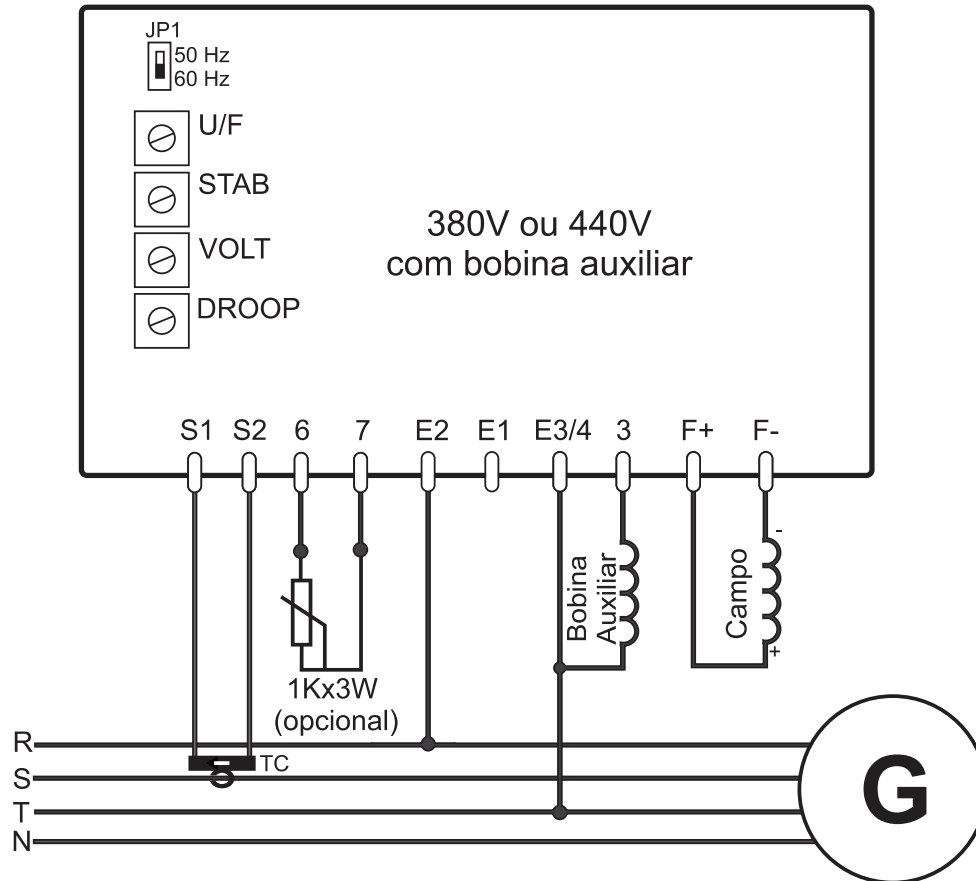 JP1
50 Hz
60 Hz
U/F
STAB
VOLT
DROOP
380V ou 440V
com bobina auxiliar
S1 S2 6 7 E2 E1 E3/4 3 F+ F-
Bobina
Auxiliar
Campo
-
+
1Kx3W
(opcional)
R
TC
S
T
N
G